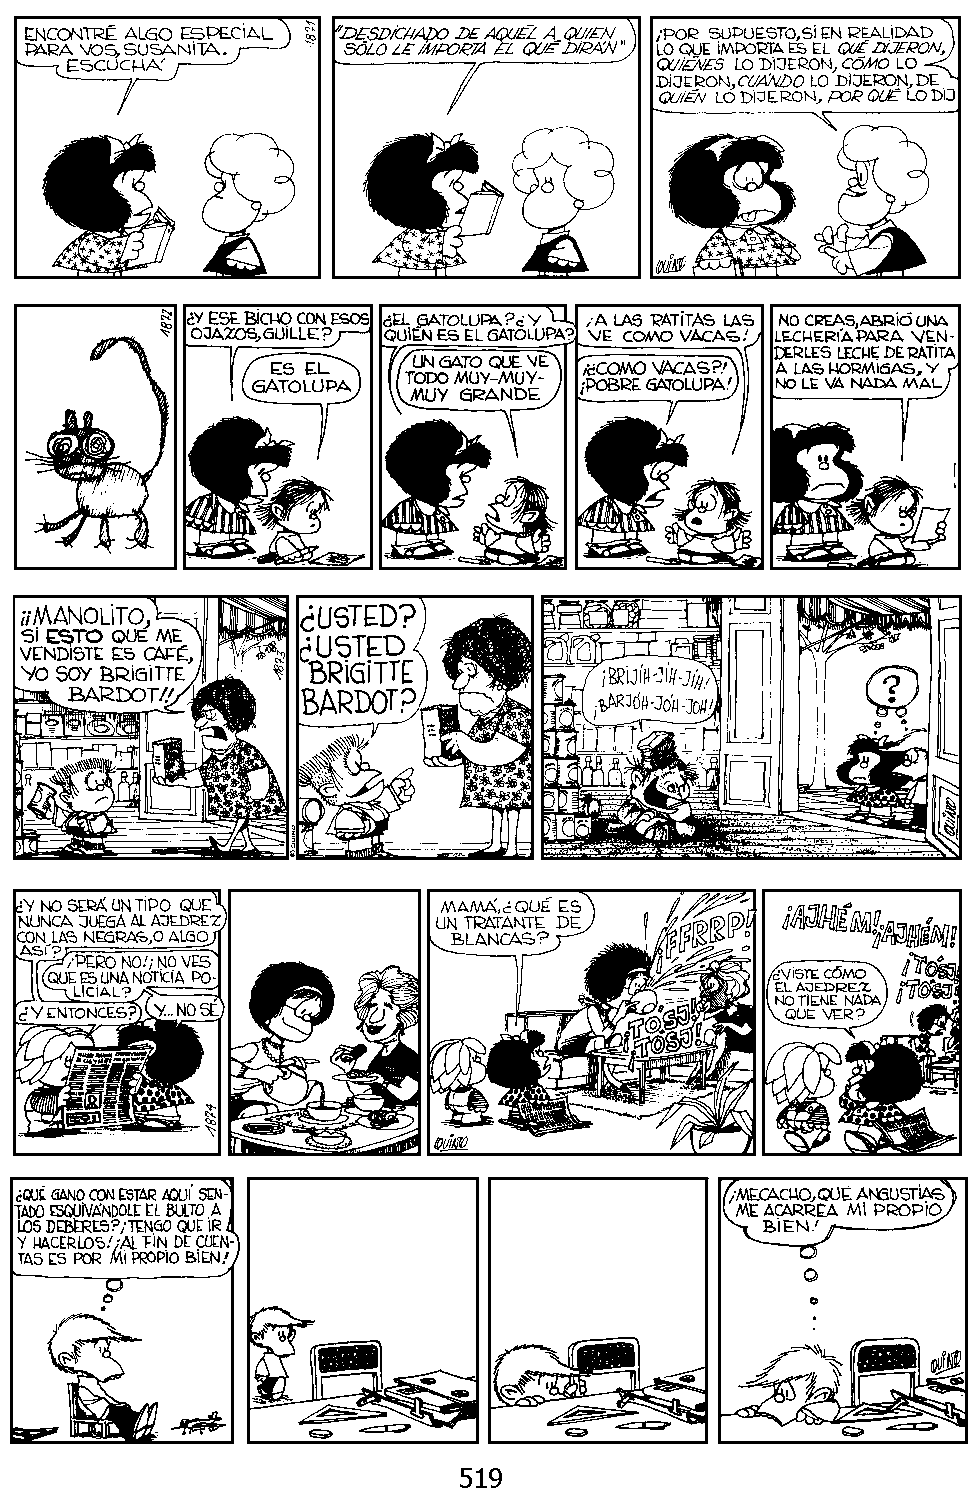 ENCONTRÉ ALGO ESPECIAL
PARA VOS, SUSANITA.
ESCUCHÁ
1871
"DESDICHADO DE AQUÉL A QUIEN
SÓLO LE IMPORTA EL QUÉ DIRÁN"
¡POR SUPUESTO, SI EN REALIDAD
LO QUE IMPORTA ES EL QUÉ DIJERON,
QUIÉNES LO DIJERON, CÓMO LO
DIJERON, CUÁNDO LO DIJERON, DE
QUIÉN LO DIJERON, POR QUÉ LO DIJ
QUINO
1872
¿Y ESE BICHO CON ESOS
OJAZOS, GUILLE?
ES EL
GATOLUPA
¿EL GATOLUPA? ¿Y
QUIÉN ES EL GATOLUPA?
UN GATO QUE VE
TODO MUY-MUY-
MUY GRANDE
¡A LAS RATITAS LAS
VE COMO VACAS!
¡¿COMO VACAS?!
¡POBRE GATOLUPA!
NO CREAS, ABRIÓ UNA
LECHERÍA PARA VEN-
DERLES LECHE DE RATITA
A LAS HORMIGAS, Y
NO LE VA NADA MAL
¡¡MANOLITO,
SI ESTO QUE ME
VENDISTE ES CAFÉ,
YO SOY BRIGITTE
BARDOT!!
1873
¿USTED?
¿USTED
BRIGITTE
BARDOT?
¡BRIJÍH-JÍH-JÍH!
¡BARJÓH-JÓH-JOH!
?
QUINO
¿Y NO SERÁ UN TIPO QUE
NUNCA JUEGA AL AJEDREZ
CON LAS NEGRAS, O ALGO
ASÍ?
¡PERO NO!; NO VES
QUE ES UNA NOTICIA PO-
LICIAL?
¿Y ENTONCES?
Y... NO SÉ
1874
MAMÁ, ¿QUÉ ES
UN TRATANTE DE
BLANCAS?
FFRRP!
¡TOSJ!
¡TOSJ!
QUINO
¡AJHÉM! ¡AJHÉM!
¡TOSJ!
¡TOSJ!
¿VISTE CÓMO
EL AJEDREZ
NO TIENE NADA
QUE VER?
¿QUÉ GANO CON ESTAR AQUÍ SEN-
TADO ESQUIVÁNDOLE EL BULTO A
LOS DEBERES? ¡TENGO QUE IR
Y HACERLOS! ¡AL FIN DE CUEN-
TAS ES POR MI PROPIO BIEN!
¡MECACHO, QUE ANGUSTIAS
ME ACARREA MI PROPIO
BIEN!
QUINO
519